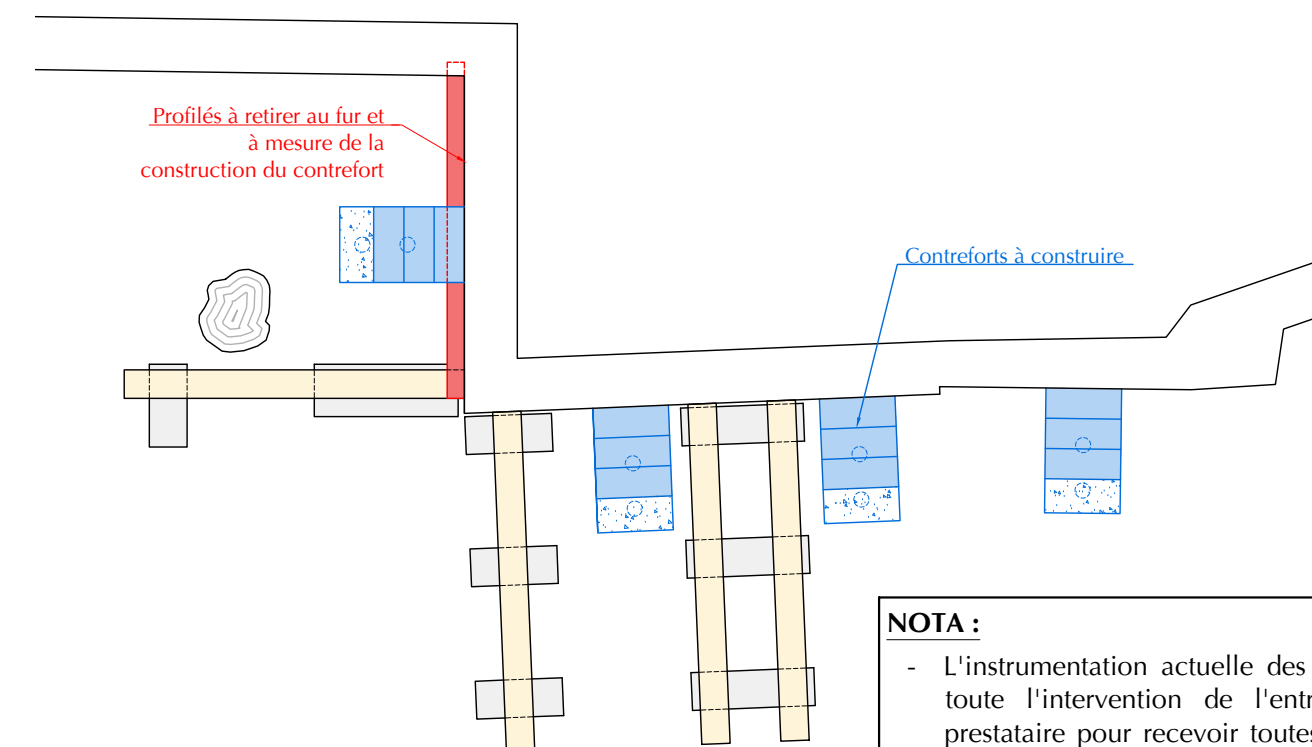 Profilés à retirer au fur et
à mesure de la
construction du contrefort
Contreforts à construire
NOTA :
- L'instrumentation actuelle des
toute l'intervention de l'entr
prestataire pour recevoir toutes